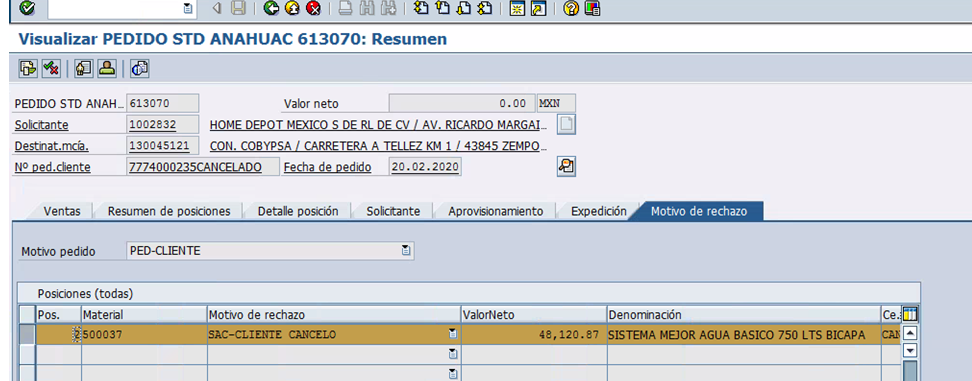 Visualizar PEDIDO STD ANAHUAC 613070: Resumen
PEDIDO STD ANAH... 613070 Valor neto 0.00 MXN
Solicitante 1002832 HOME DEPOT MEXICO S DE RL DE CV / AV. RICARDO MARGAI...
Destinat.mcía. 130045121 CON. COBYPSA / CARRETERA A TELLEZ KM 1 / 43845 ZEMPO...
Nº ped.cliente 7774000235CANCELADO Fecha de pedido 20.02.2020
Ventas Resumen de posiciones Detalle posición Solicitante Aprovisionamiento Expedición Motivo de rechazo
Motivo pedido PED-CLIENTE
Posiciones (todas)
Pos. Material Motivo de rechazo ValorNeto Denominación Ce.
500037 SAC-CLIENTE CANCELO 48,120.87 SISTEMA MEJOR AGUA BASICO 750 LTS BICAPA CAN